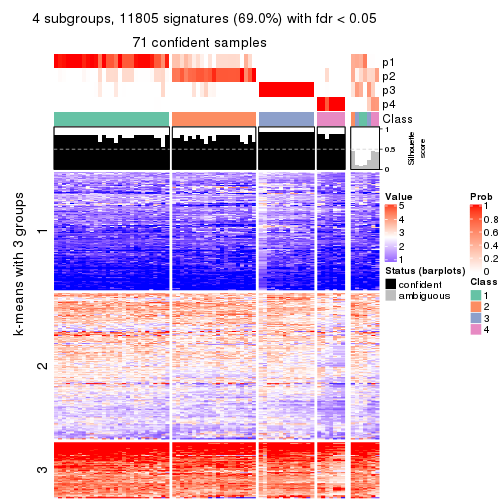 4 subgroups, 11805 signatures (69.0%) with fdr < 0.05
71 confident samples
p1
p2
p3
p4
Class
1
0.5
0
Silhouette
score
k-means with 3 groups
1
2
3
Value
5
4
3
2
1
Status (barplots)
confident
ambiguous
Prob
1
0.8
0.6
0.4
0.2
0
Class
1
2
3
4